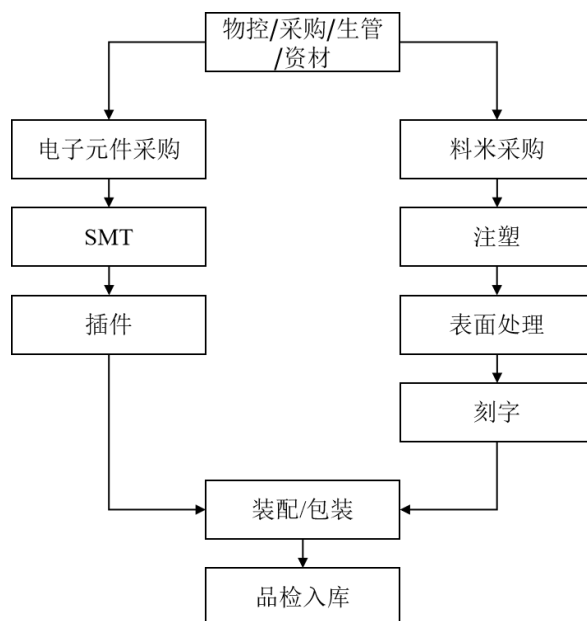 物控/采购/生管
/资材
电子元件采购
料米采购
SMT
注塑
插件
表面处理
刻字
装配/包装
品检入库